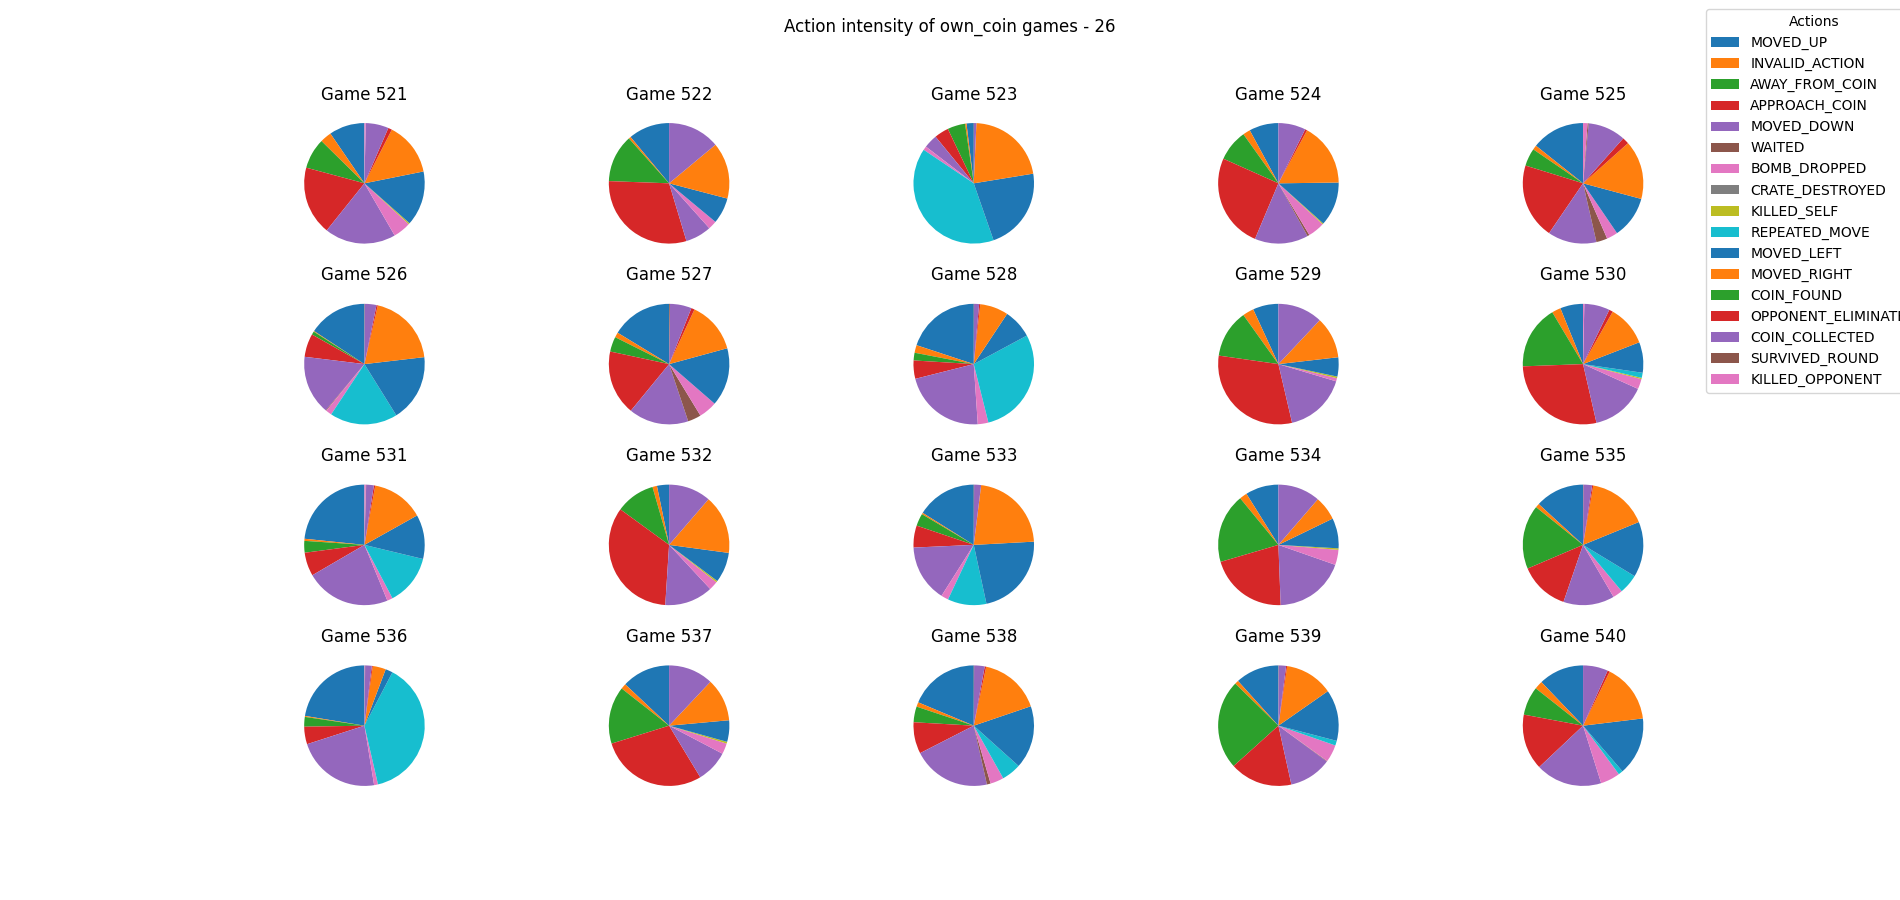 Action intensity of own_coin games - 26
Actions
MOVED_UP
INVALID_ACTION
AWAY_FROM_COIN
APPROACH_COIN
MOVED_DOWN
WAITED
BOMB_DROPPED
CRATE_DESTROYED
KILLED_SELF
REPEATED_MOVE
MOVED_LEFT
MOVED_RIGHT
COIN_FOUND
OPPONENT_ELIMINAT
COIN_COLLECTED
SURVIVED_ROUND
KILLED_OPPONENT
Game 521
Game 522
Game 523
Game 524
Game 525
Game 526
Game 527
Game 528
Game 529
Game 530
Game 531
Game 532
Game 533
Game 534
Game 535
Game 536
Game 537
Game 538
Game 539
Game 540